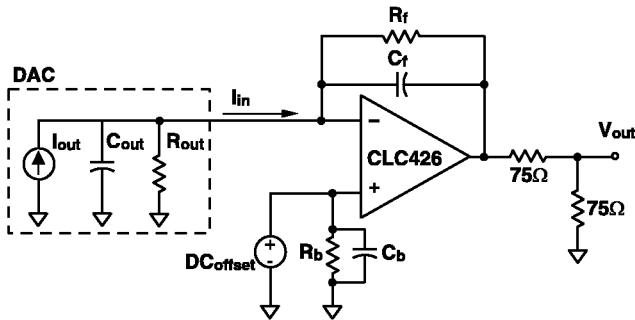 Rf
Cf
DAC
Iin
Iout
Cout
Rout
−
CLC426
+
Vout
75Ω
75Ω
+
-
DCoffset
Rb
Cb